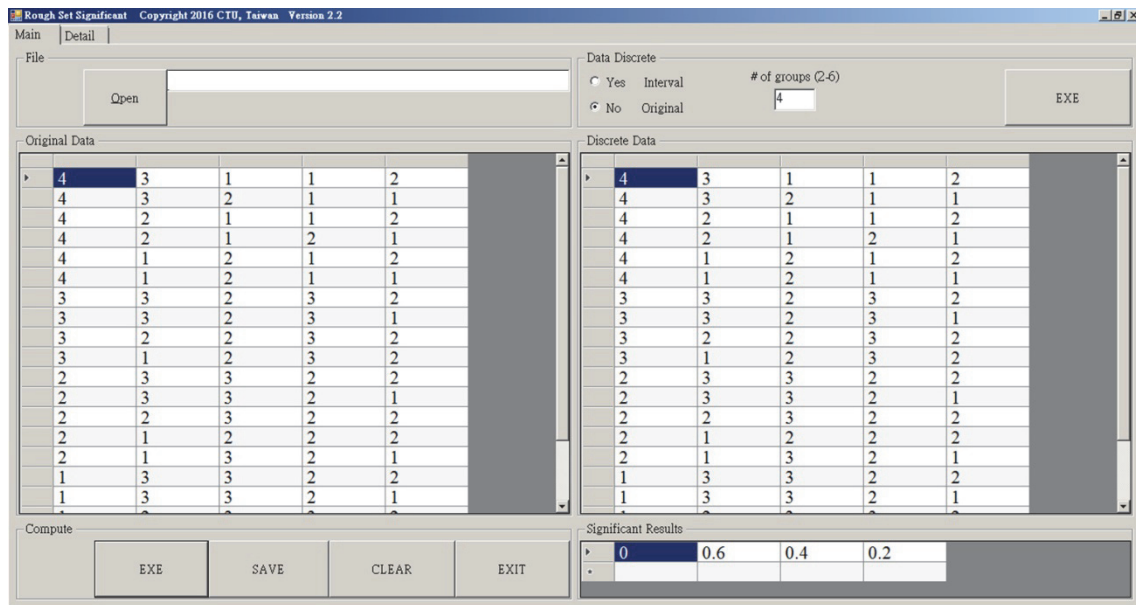 Rough Set Significant Copyright 2016 CTU, Taiwan Version 2.2
Main Detail
File
Open
Data Discrete
Yes Interval
No Original
# of groups (2-6)
4
EXE
Original Data
4 3 1 1 2
4 3 2 1 1
4 2 1 1 2
4 2 1 2 1
4 1 2 1 2
4 1 2 1 1
3 3 2 3 2
3 3 2 3 1
3 2 2 3 2
3 1 2 3 2
2 3 3 2 2
2 3 3 2 1
2 2 3 2 2
2 1 2 2 2
2 1 3 2 1
1 3 3 2 2
1 3 3 2 1
Discrete Data
4 3 1 1 2
4 3 2 1 1
4 2 1 1 2
4 2 1 2 1
4 1 2 1 2
4 1 2 1 1
3 3 2 3 2
3 3 2 3 1
3 2 2 3 2
3 1 2 3 2
2 3 3 2 2
2 3 3 2 1
2 2 3 2 2
2 1 2 2 2
2 1 3 2 1
1 3 3 2 2
1 3 3 2 1
Compute
EXE SAVE CLEAR EXIT
Significant Results
0 0.6 0.4 0.2